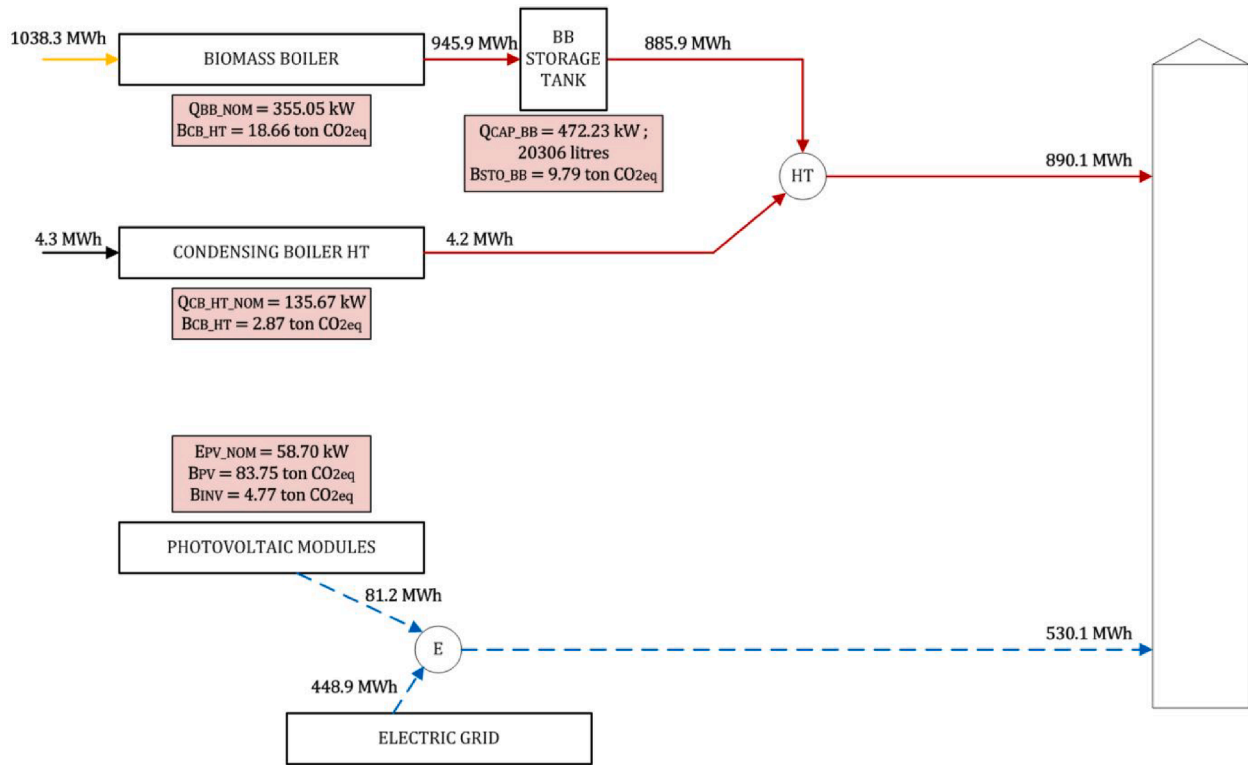 1038.3 MWh
BIOMASS BOILER
945.9 MWh
BB
STORAGE
TANK
885.9 MWh
QBB_NOM = 355.05 kW
BCB_HT = 18.66 ton CO2eq
QCAP_BB = 472.23 kW ;
20306 litres
BSTO_BB = 9.79 ton CO2eq
HT
890.1 MWh
4.3 MWh
CONDENSING BOILER HT
4.2 MWh
QCB_HT_NOM = 135.67 kW
BCB_HT = 2.87 ton CO2eq
EPV_NOM = 58.70 kW
BPV = 83.75 ton CO2eq
BINV = 4.77 ton CO2eq
PHOTOVOLTAIC MODULES
81.2 MWh
E
530.1 MWh
448.9 MWh
ELECTRIC GRID